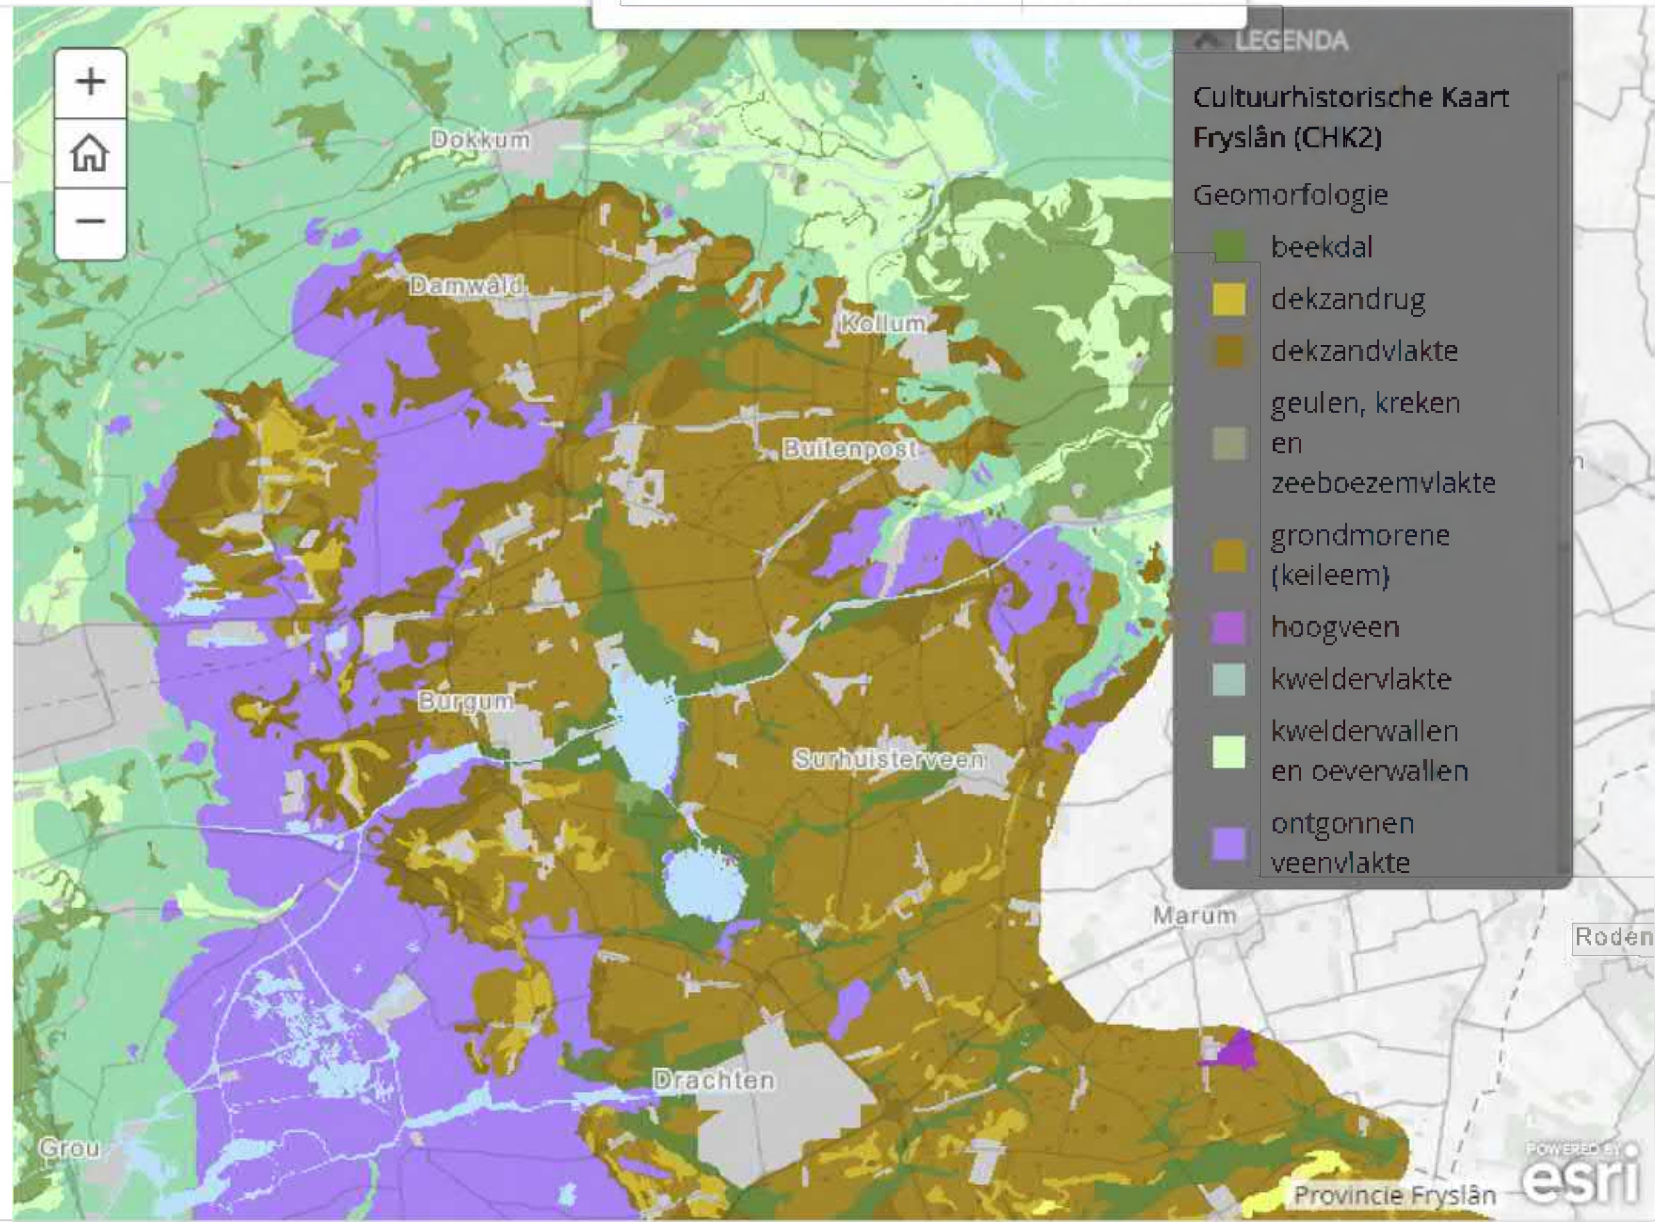 +
−
LEGENDA
Cultuurhistorische Kaart
Fryslân (CHK2)
Geomorfologie
beekdal
dekzandrug
dekzandvlakte
geulen, kreken
en
zeeboezemvlakte
grondmorene
(keileem)
hoogveen
kweldervlakte
kwelderwallen
en oeverwallen
ontgonnen
veenvlakte
Dokkum
Damwâld
Kollum
Buitenpost
n
Burgum
Surhuisterveen
Marum
Roden
Drachten
Grou
POWERED BY
esri
Provincie Fryslân